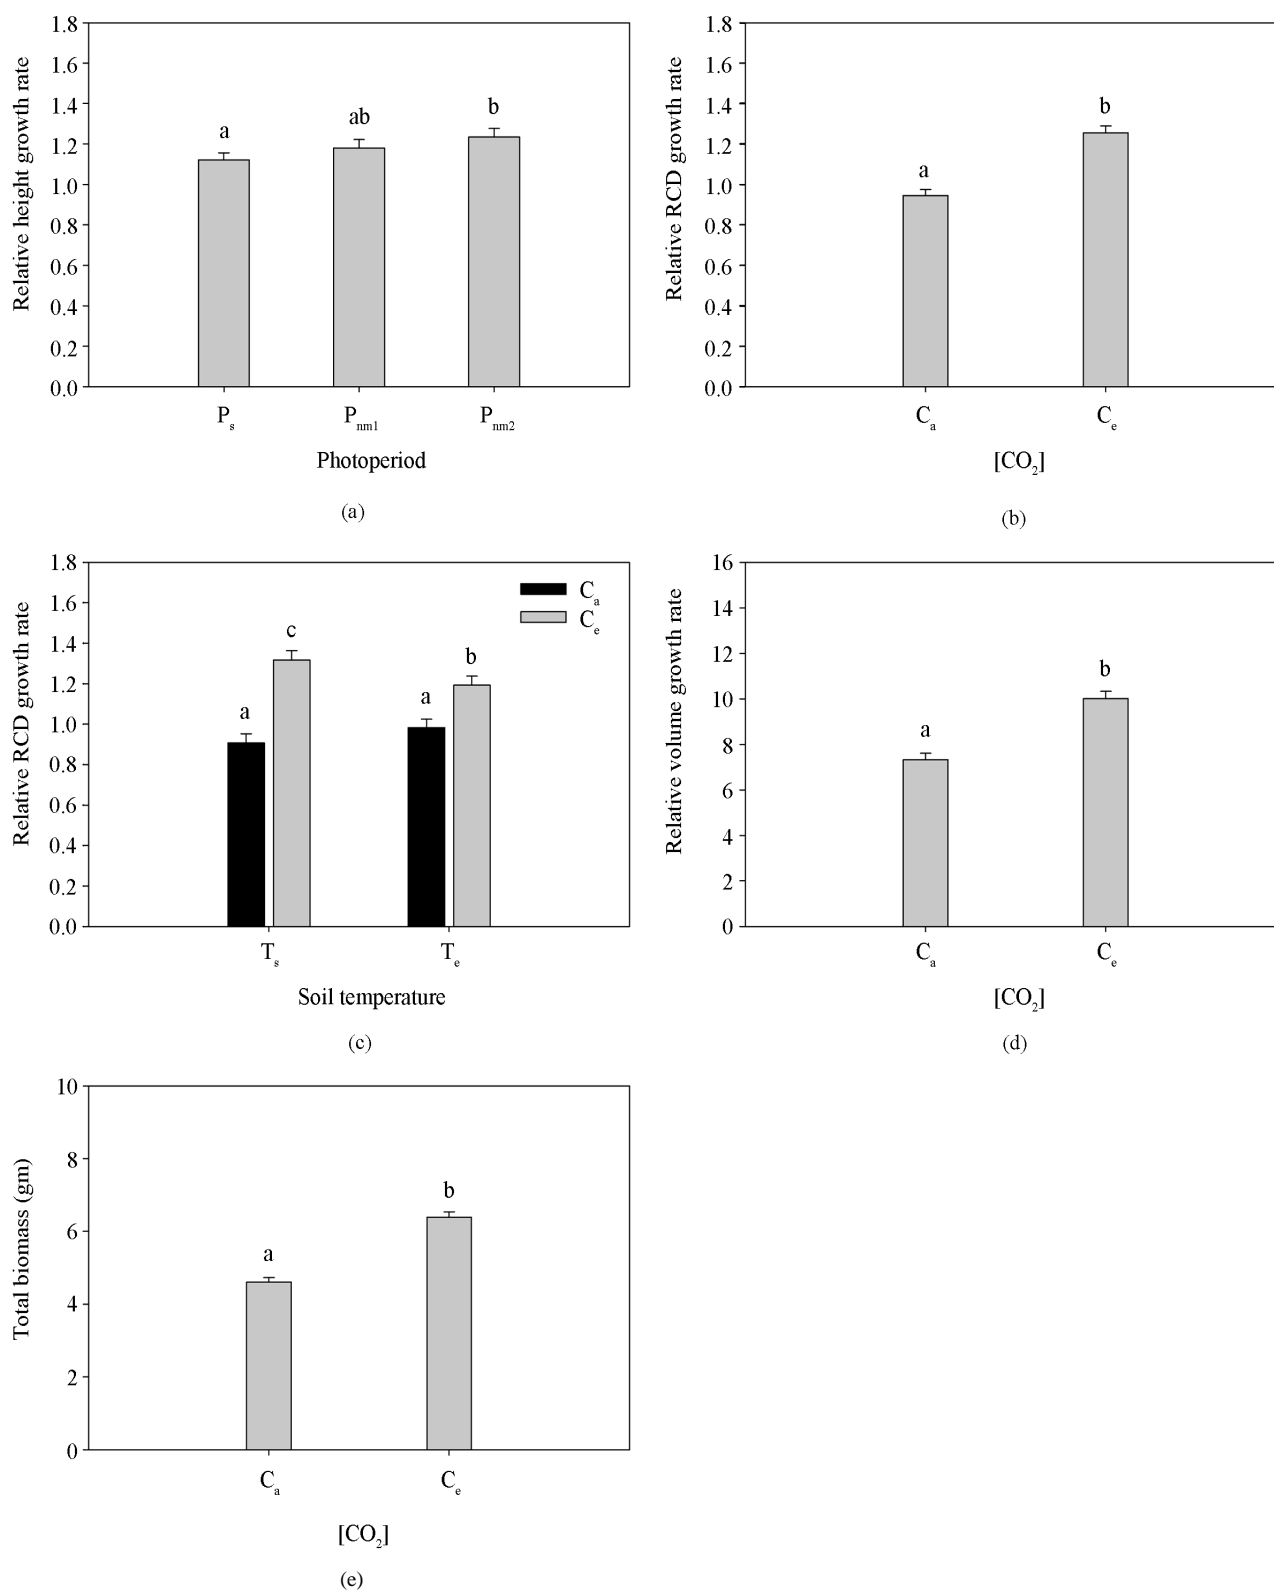 Relative height growth rate
1.8
1.6
1.4
1.2
1.0
0.8
0.6
0.4
0.2
0.0
a
ab
b
Pₛ
Pₙₘ₁
Pₙₘ₂
Photoperiod
(a)
Relative RCD growth rate
1.8
1.6
1.4
1.2
1.0
0.8
0.6
0.4
0.2
0.0
a
b
Cₐ
Cₑ
[CO₂]
(b)
Relative RCD growth rate
1.8
1.6
1.4
1.2
1.0
0.8
0.6
0.4
0.2
0.0
Cₐ
Cₑ
a
c
a
b
Tₛ
Tₑ
Soil temperature
(c)
Relative volume growth rate
16
14
12
10
8
6
4
2
0
a
b
Cₐ
Cₑ
[CO₂]
(d)
Total biomass (gm)
10
8
6
4
2
0
a
b
Cₐ
Cₑ
[CO₂]
(e)